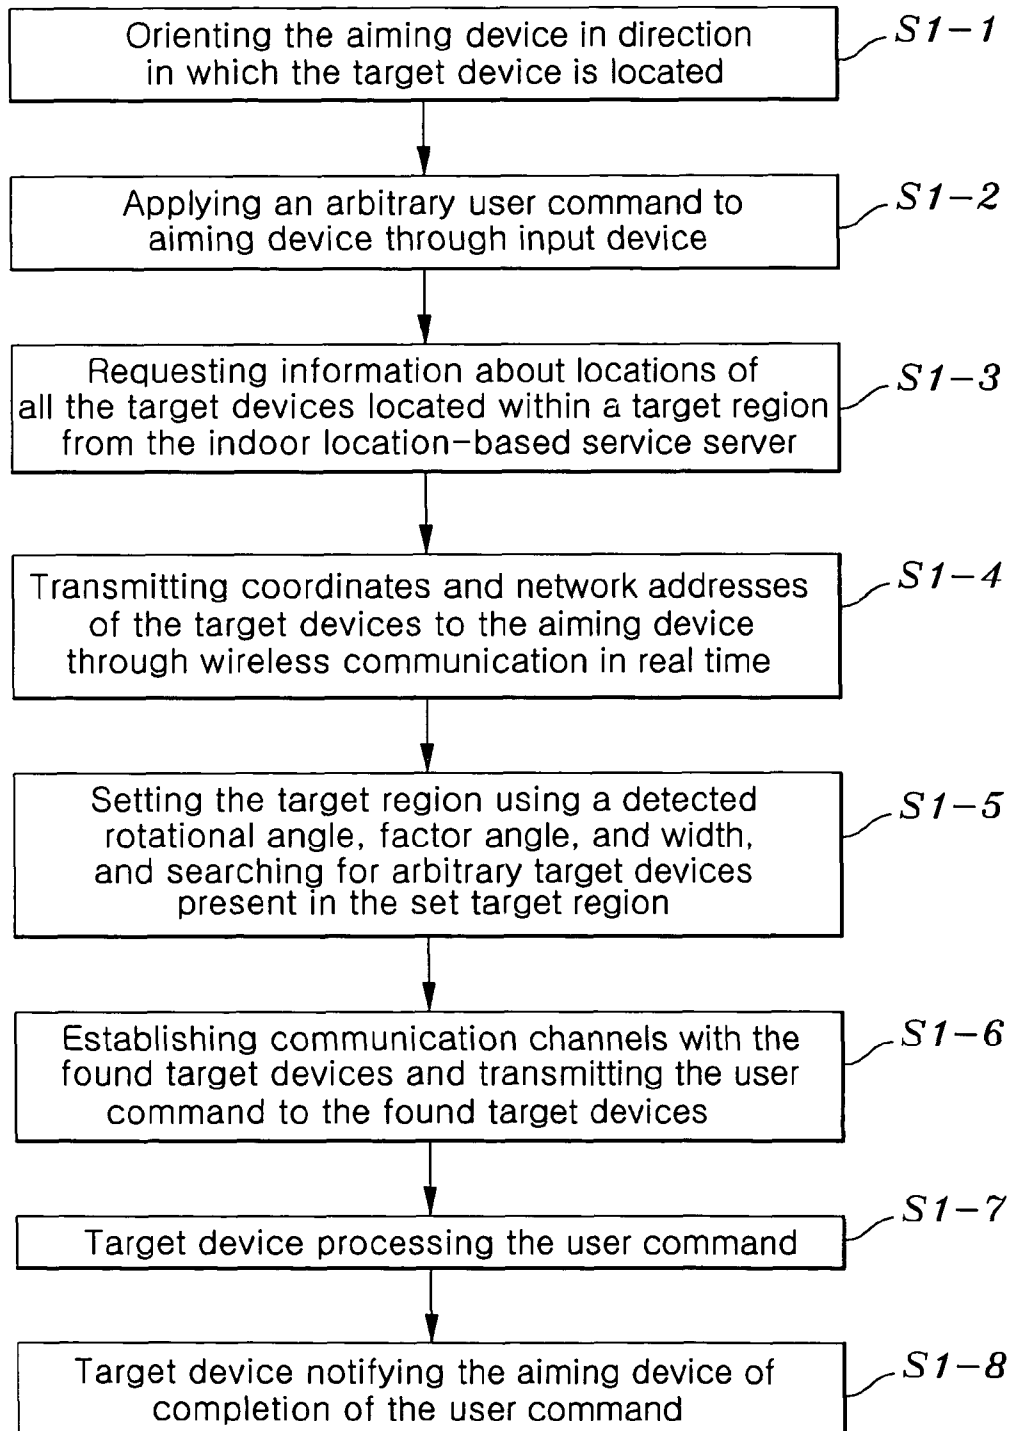 Orienting the aiming device in direction
in which the target device is located
S1-1
Applying an arbitrary user command to
aiming device through input device
S1-2
Requesting information about locations of
all the target devices located within a target region
from the indoor location-based service server
S1-3
Transmitting coordinates and network addresses
of the target devices to the aiming device
through wireless communication in real time
S1-4
Setting the target region using a detected
rotational angle, factor angle, and width,
and searching for arbitrary target devices
present in the set target region
S1-5
Establishing communication channels with the
found target devices and transmitting the user
command to the found target devices
S1-6
Target device processing the user command
S1-7
Target device notifying the aiming device of
completion of the user command
S1-8